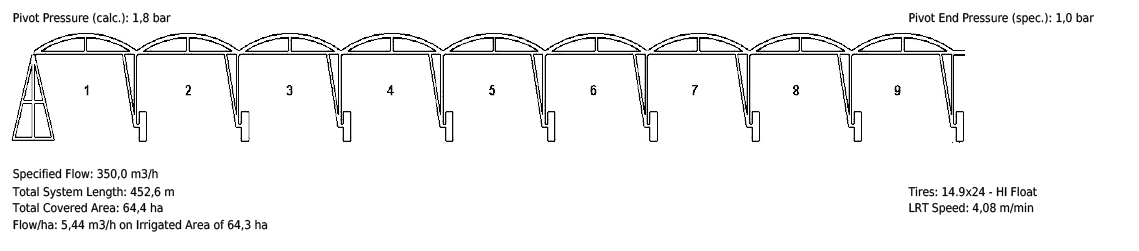 Pivot Pressure (calc.): 1,8 bar
Pivot End Pressure (spec.): 1,0 bar
1 2 3 4 5 6 7 8 9
Specified Flow: 350,0 m3/h
Total System Length: 452,6 m
Tires: 14.9x24 - HI Float
Total Covered Area: 64,4 ha
LRT Speed: 4,08 m/min
Flow/ha: 5,44 m3/h on Irrigated Area of 64,3 ha